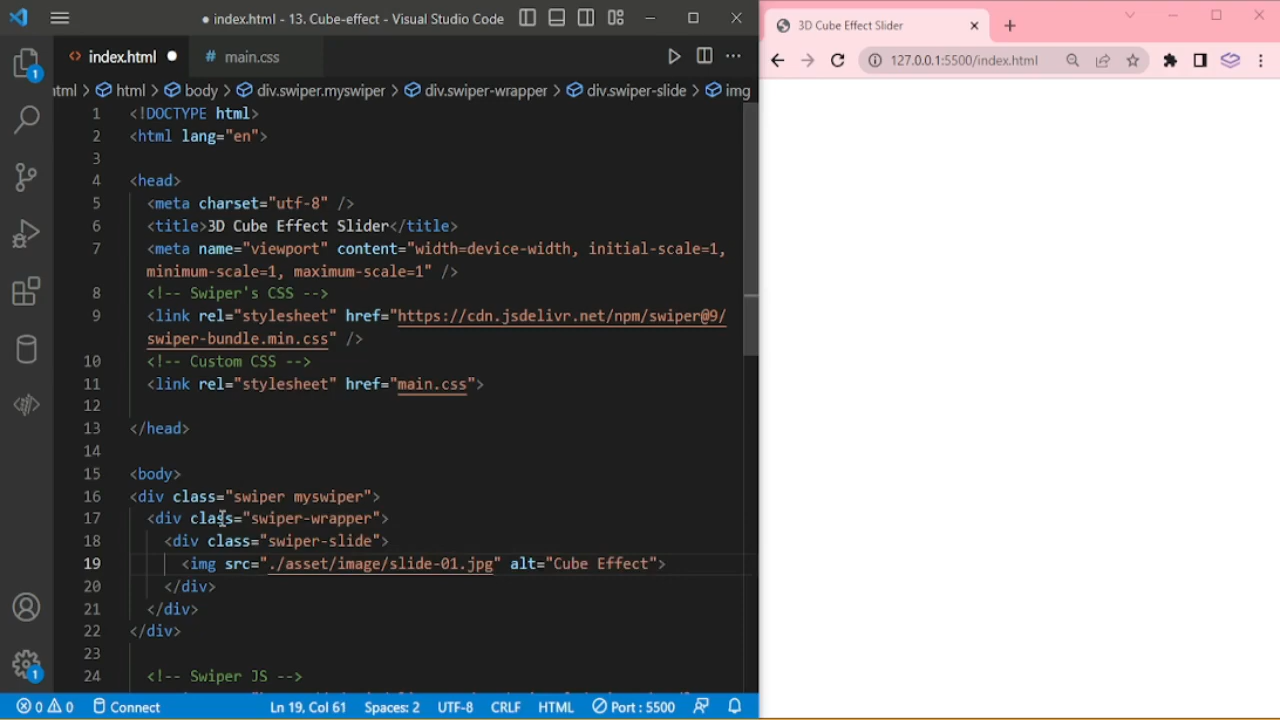 index.html - 13. Cube-effect - Visual Studio Code
index.html
main.css
html > body > div.swiper.myswiper > div.swiper-wrapper > div.swiper-slide > img
1 <!DOCTYPE html>
2 <html lang="en">
3
4 <head>
5 <meta charset="utf-8" />
6 <title>3D Cube Effect Slider</title>
7 <meta name="viewport" content="width=device-width, initial-scale=1,
minimum-scale=1, maximum-scale=1" />
8 <!-- Swiper's CSS -->
9 <link rel="stylesheet" href="https://cdn.jsdelivr.net/npm/swiper@9/
swiper-bundle.min.css" />
10 <!-- Custom CSS -->
11 <link rel="stylesheet" href="main.css">
12
13 </head>
14
15 <body>
16 <div class="swiper myswiper">
17 <div class="swiper-wrapper">
18 <div class="swiper-slide">
19 <img src="./asset/image/slide-01.jpg" alt="Cube Effect">
20 </div>
21 </div>
22 </div>
23
24 <!-- Swiper JS -->
1
1
0 0 Connect Ln 19, Col 61 Spaces: 2 UTF-8 CRLF HTML Port : 5500
3D Cube Effect Slider
127.0.0.1:5500/index.html